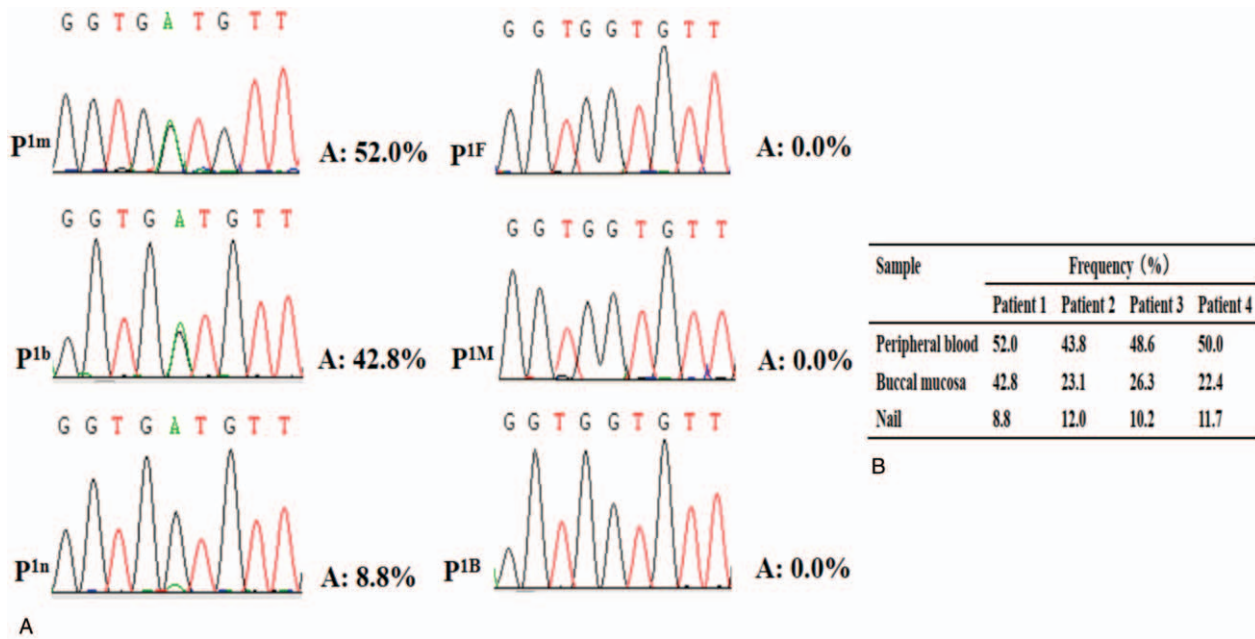 G G T G A T G T T
P1m
A: 52.0%
G G T G G T G T T
P1F
A: 0.0%
G G T G A T G T T
P1b
A: 42.8%
G G T G G T G T T
P1M
A: 0.0%
G G T G A T G T T
P1n
A: 8.8%
G G T G G T G T T
P1B
A: 0.0%
A
Sample Frequency (%)
Patient 1 Patient 2 Patient 3 Patient 4
Peripheral blood 52.0 43.8 48.6 50.0
Buccal mucosa 42.8 23.1 26.3 22.4
Nail 8.8 12.0 10.2 11.7
B